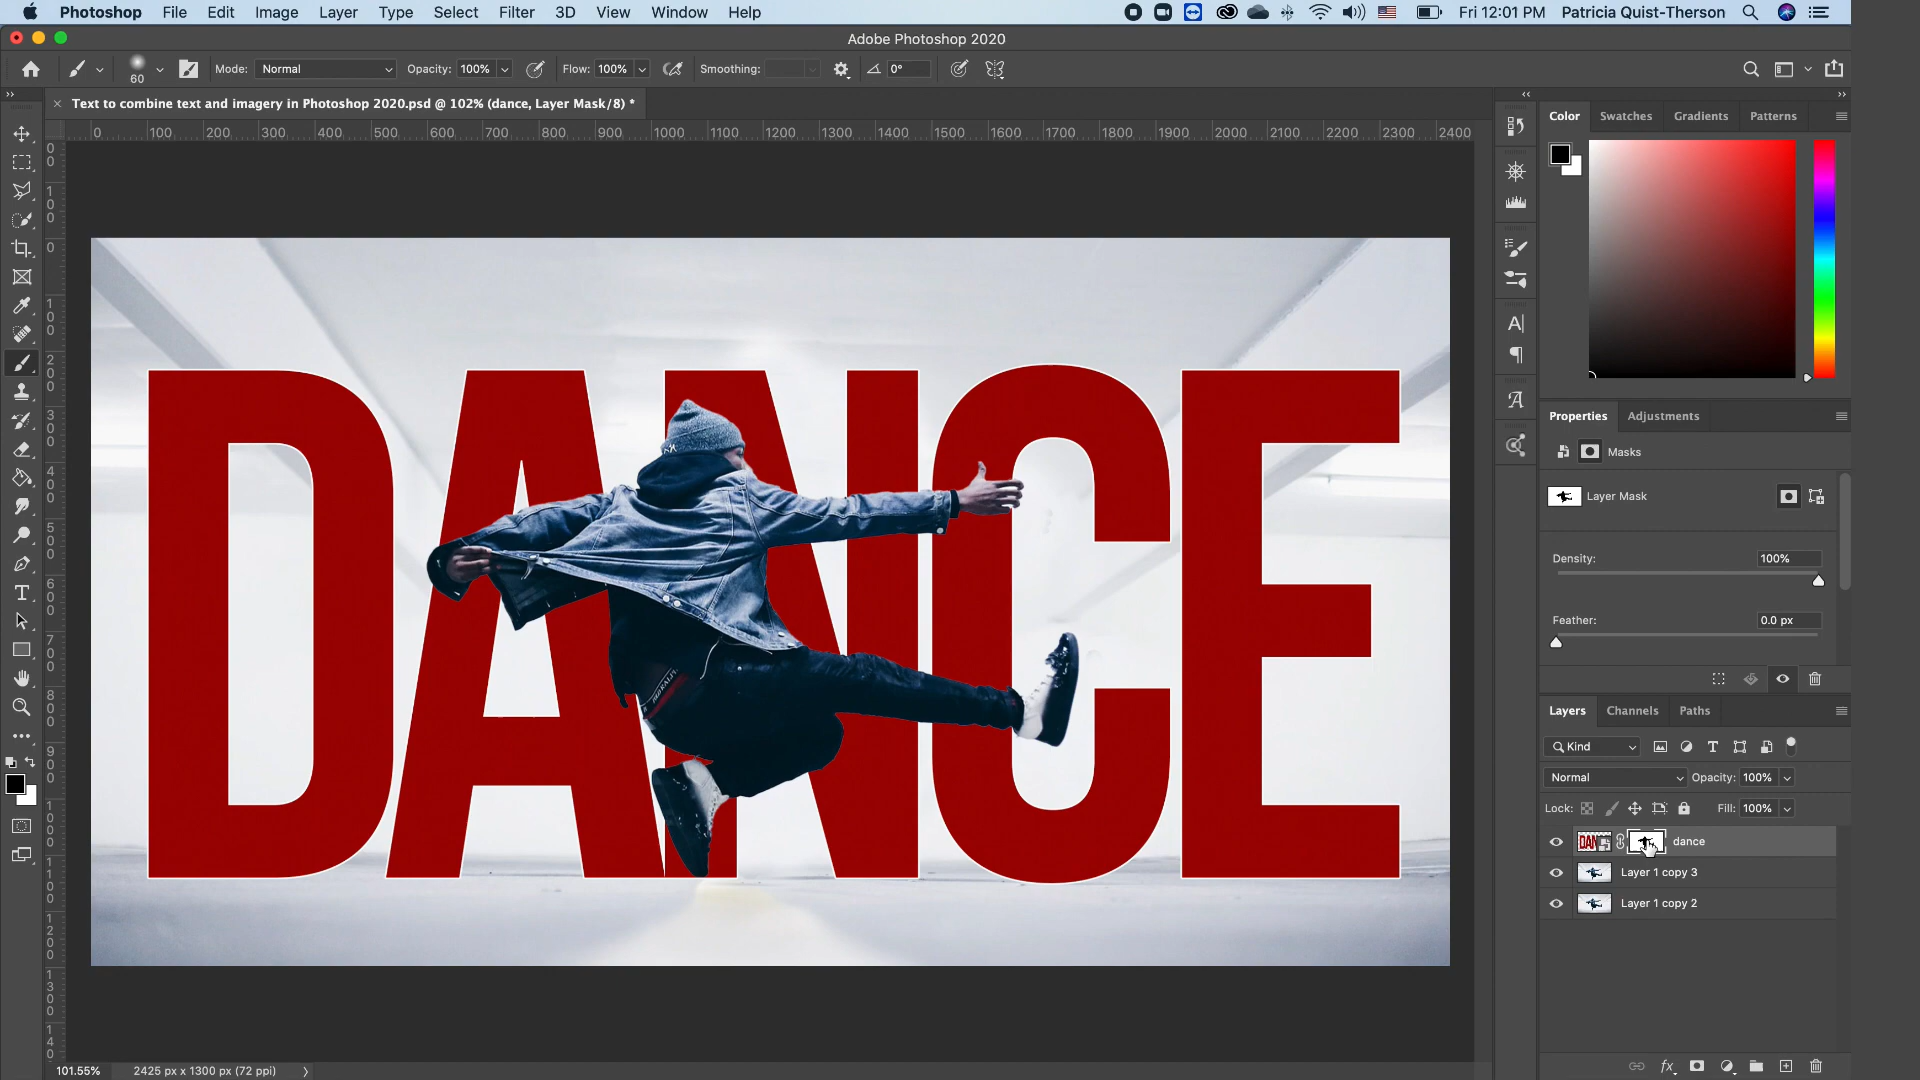 Photoshop File Edit Image Layer Type Select Filter 3D View Window Help Fri 12:01 PM Patricia Quist-Therson
Adobe Photoshop 2020
60 Mode: Normal Opacity: 100% Flow: 100% Smoothing: 0°
Text to combine text and imagery in Photoshop 2020.psd @ 102% (dance, Layer Mask/8) *
0 100 200 300 400 500 600 700 800 900 1000 1100 1200 1300 1400 1500 1600 1700 1800 1900 2000 2100 2200 2300 2400
Color Swatches Gradients Patterns
DANCE
Properties Adjustments
Masks
Layer Mask
Density: 100%
Feather: 0.0 px
Layers Channels Paths
Kind
Normal Opacity: 100%
Lock: Fill: 100%
DAN dance
Layer 1 copy 3
Layer 1 copy 2
fx
101.55% 2425 px x 1300 px (72 ppi)